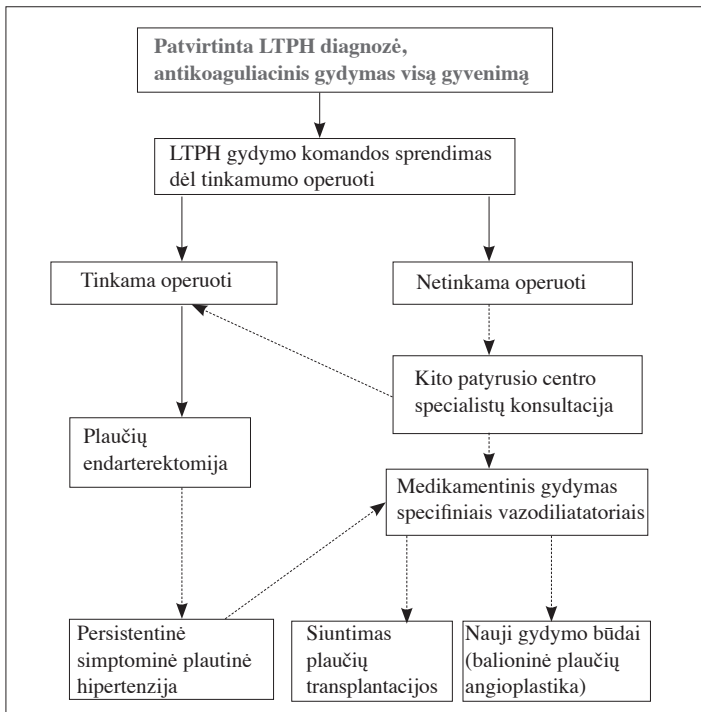 Patvirtinta LTPH diagnozė,
antikoaguliacinis gydymas visą gyvenimą
LTPH gydymo komandos sprendimas
dėl tinkamumo operuoti
Tinkama operuoti
Netinkama operuoti
Kito patyrusio centro
specialistų konsultacija
Plaučių
endarterektomija
Medikamentinis gydymas
specifiniais vazodiliatatoriais
Persistentinė
simptominė plautinė
hipertenzija
Siuntimas
plaučių
transplantacijos
Nauji gydymo būdai
(balioninė plaučių
angioplastika)